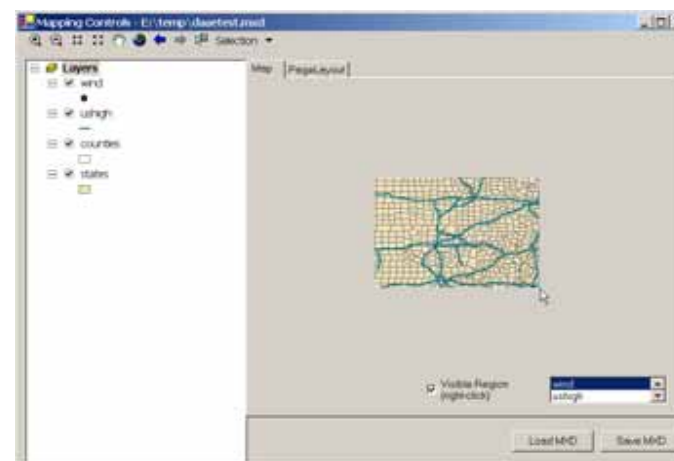 Mapping Controls - E:\temp\dauetest.mxd
Selection
Layers
wind
ushigh
counties
states
Map
PageLayout
Visible Region
(right-click)
wind
ushigh
Load MXD
Save MXD